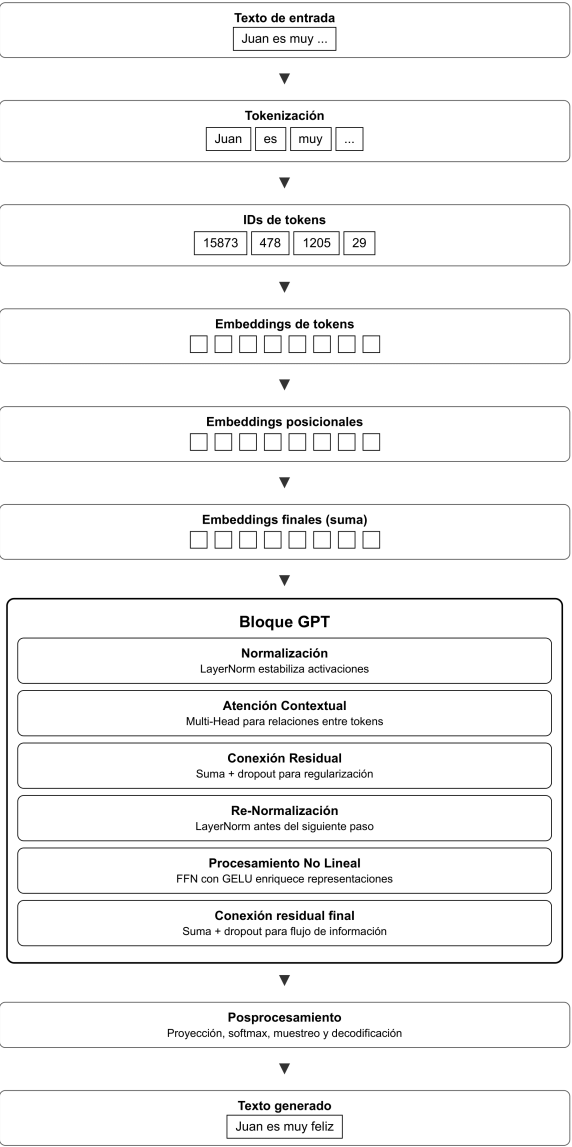 Texto de entrada
Juan es muy ...
Tokenización
Juan es muy ...
IDs de tokens
15873 478 1205 29
Embeddings de tokens
Embeddings posicionales
Embeddings finales (suma)
Bloque GPT
Normalización
LayerNorm estabiliza activaciones
Atención Contextual
Multi-Head para relaciones entre tokens
Conexión Residual
Suma + dropout para regularización
Re-Normalización
LayerNorm antes del siguiente paso
Procesamiento No Lineal
FFN con GELU enriquece representaciones
Conexión residual final
Suma + dropout para flujo de información
Posprocesamiento
Proyección, softmax, muestreo y decodificación
Texto generado
Juan es muy feliz